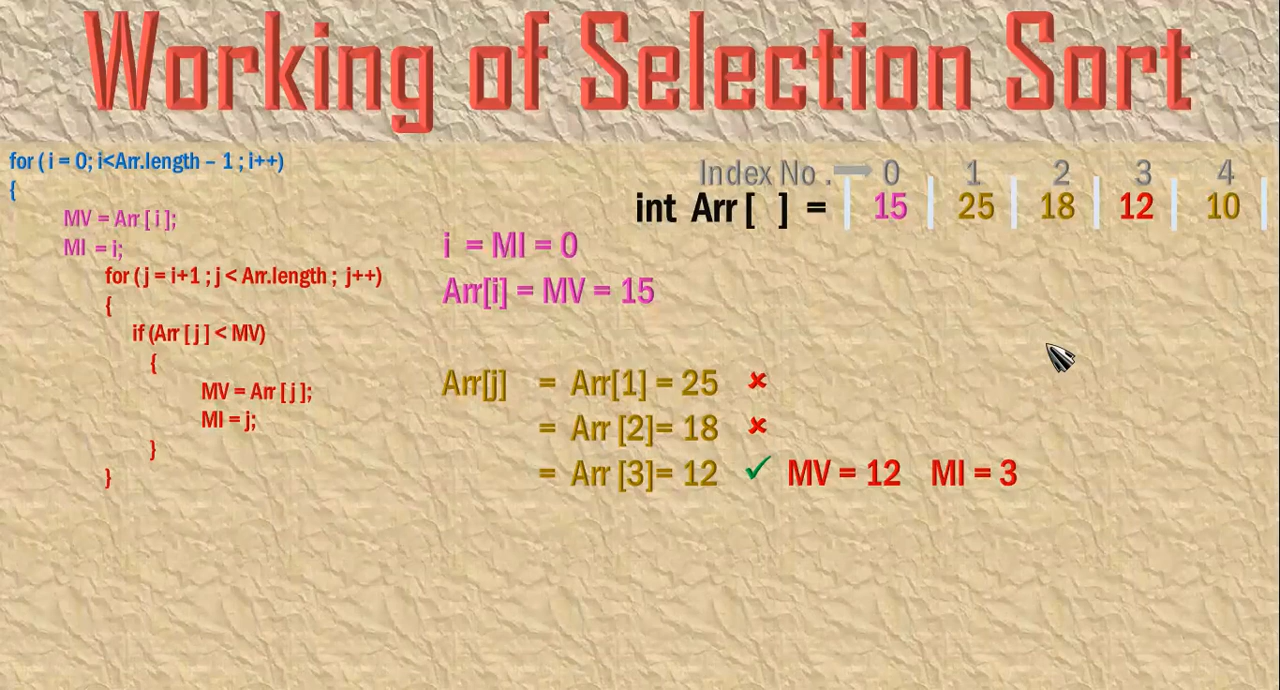 Working of Selection Sort
for ( i = 0; i<Arr.length – 1 ; i++)
{
MV = Arr [ i ];
MI = i;
for ( j = i+1 ; j < Arr.length ; j++)
{
if (Arr [ j ] < MV)
{
MV = Arr [ j ];
MI = j;
}
}
Index No . 0 1 2 3 4
int Arr [ ] = | 15 | 25 | 18 | 12 | 10 |
i = MI = 0
Arr[i] = MV = 15
Arr[j] = Arr[1] = 25 ✘
= Arr [2]= 18 ✘
= Arr [3]= 12 ✓ MV = 12 MI = 3